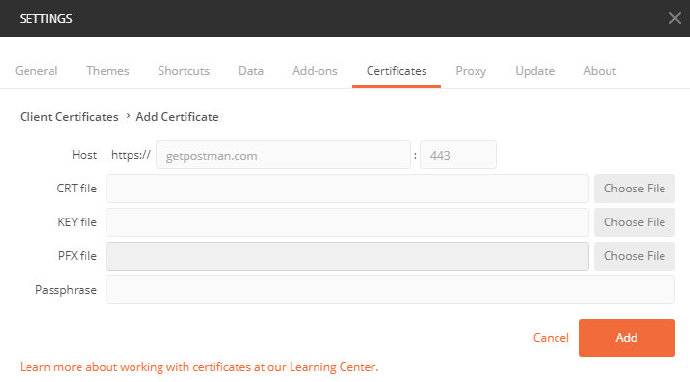 SETTINGS
General Themes Shortcuts Data Add-ons Certificates Proxy Update About
Client Certificates > Add Certificate
Host https:// getpostman.com : 443
CRT file Choose File
KEY file Choose File
PFX file Choose File
Passphrase
Cancel Add
Learn more about working with certificates at our Learning Center.